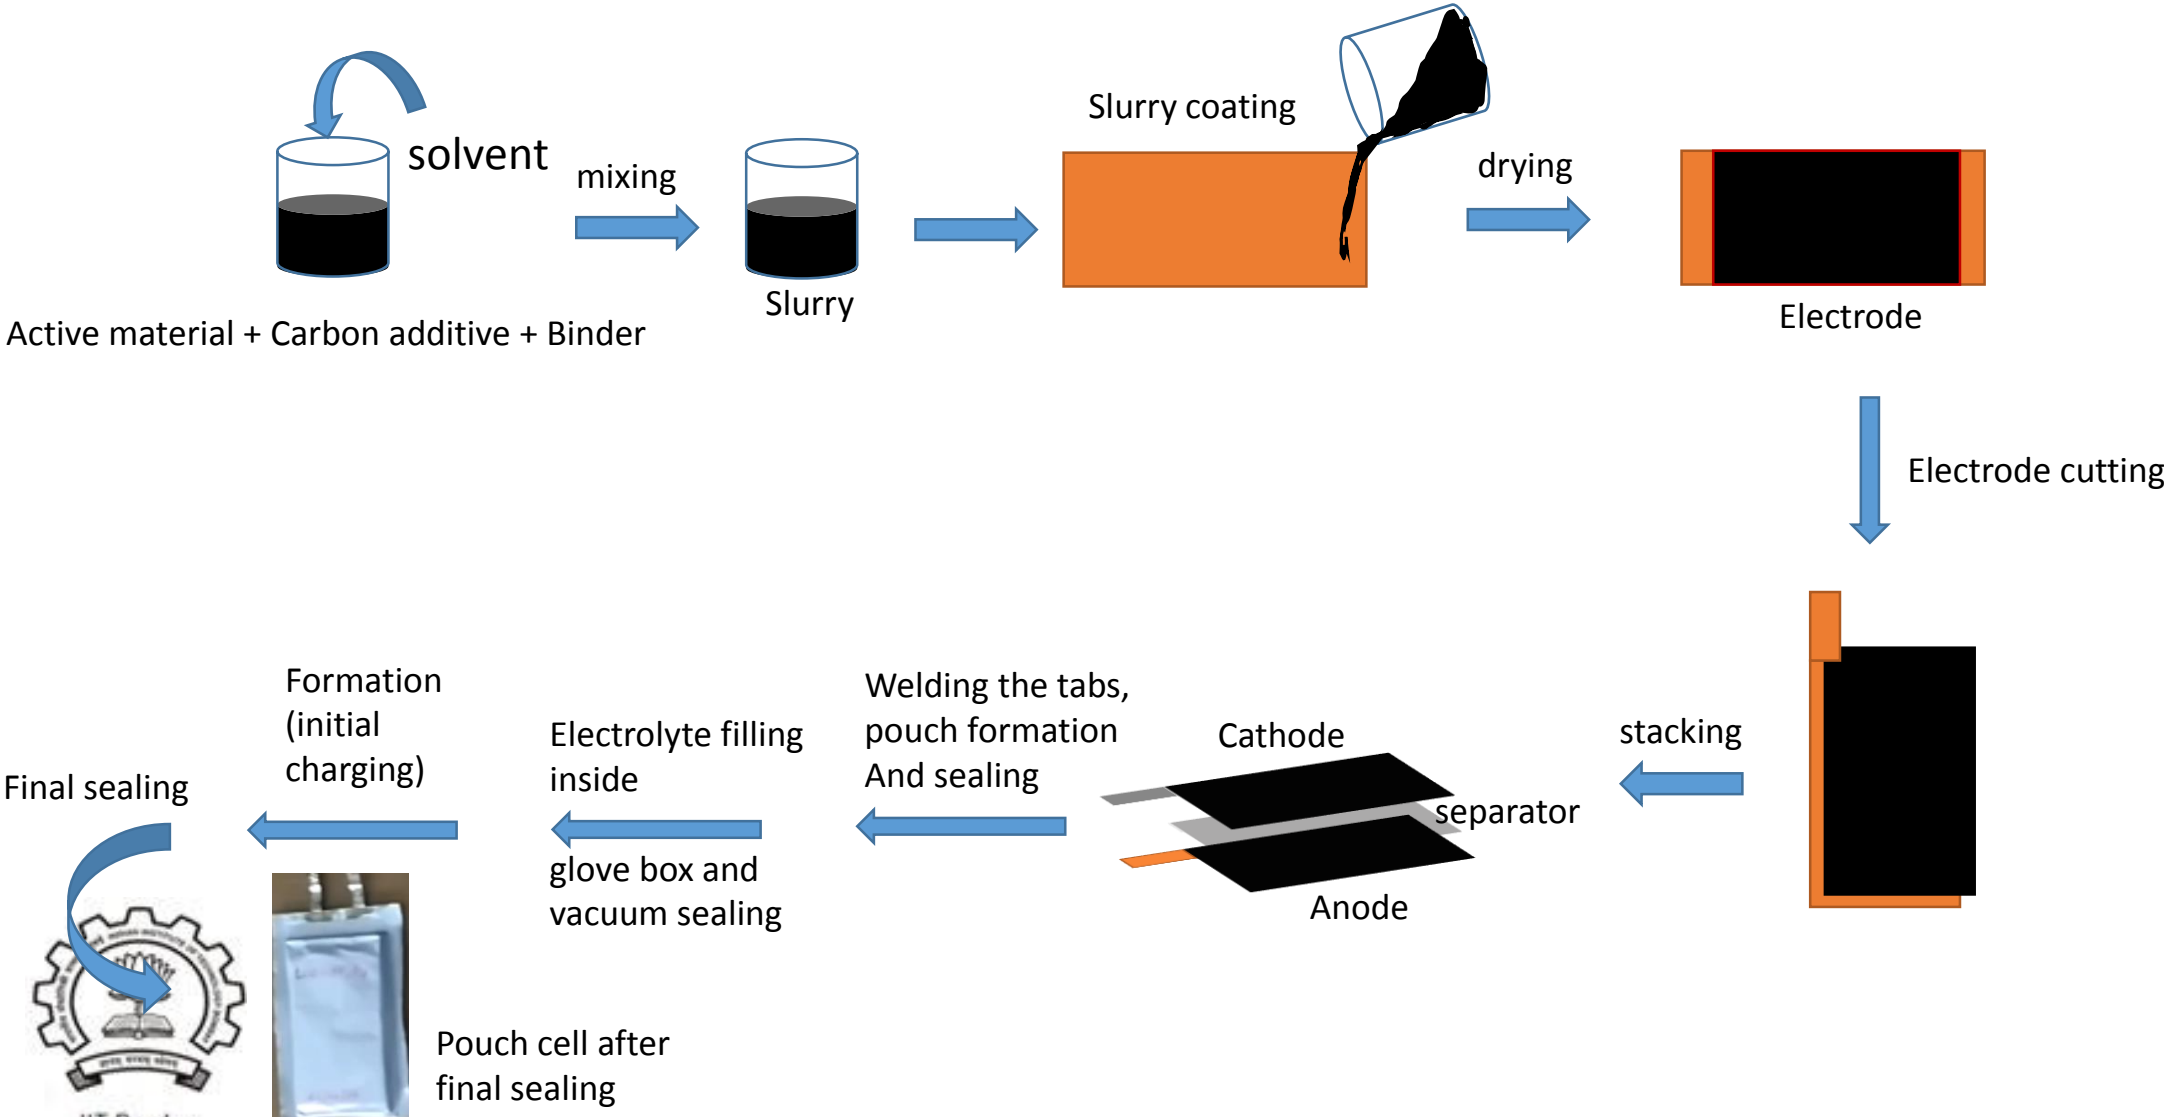 solvent
mixing
Slurry
Slurry coating
drying
Electrode
Active material + Carbon additive + Binder
Electrode cutting
stacking
Cathode
separator
Anode
Welding the tabs,
pouch formation
And sealing
Electrolyte filling
inside
glove box and
vacuum sealing
Formation
(initial
charging)
Final sealing
Pouch cell after
final sealing